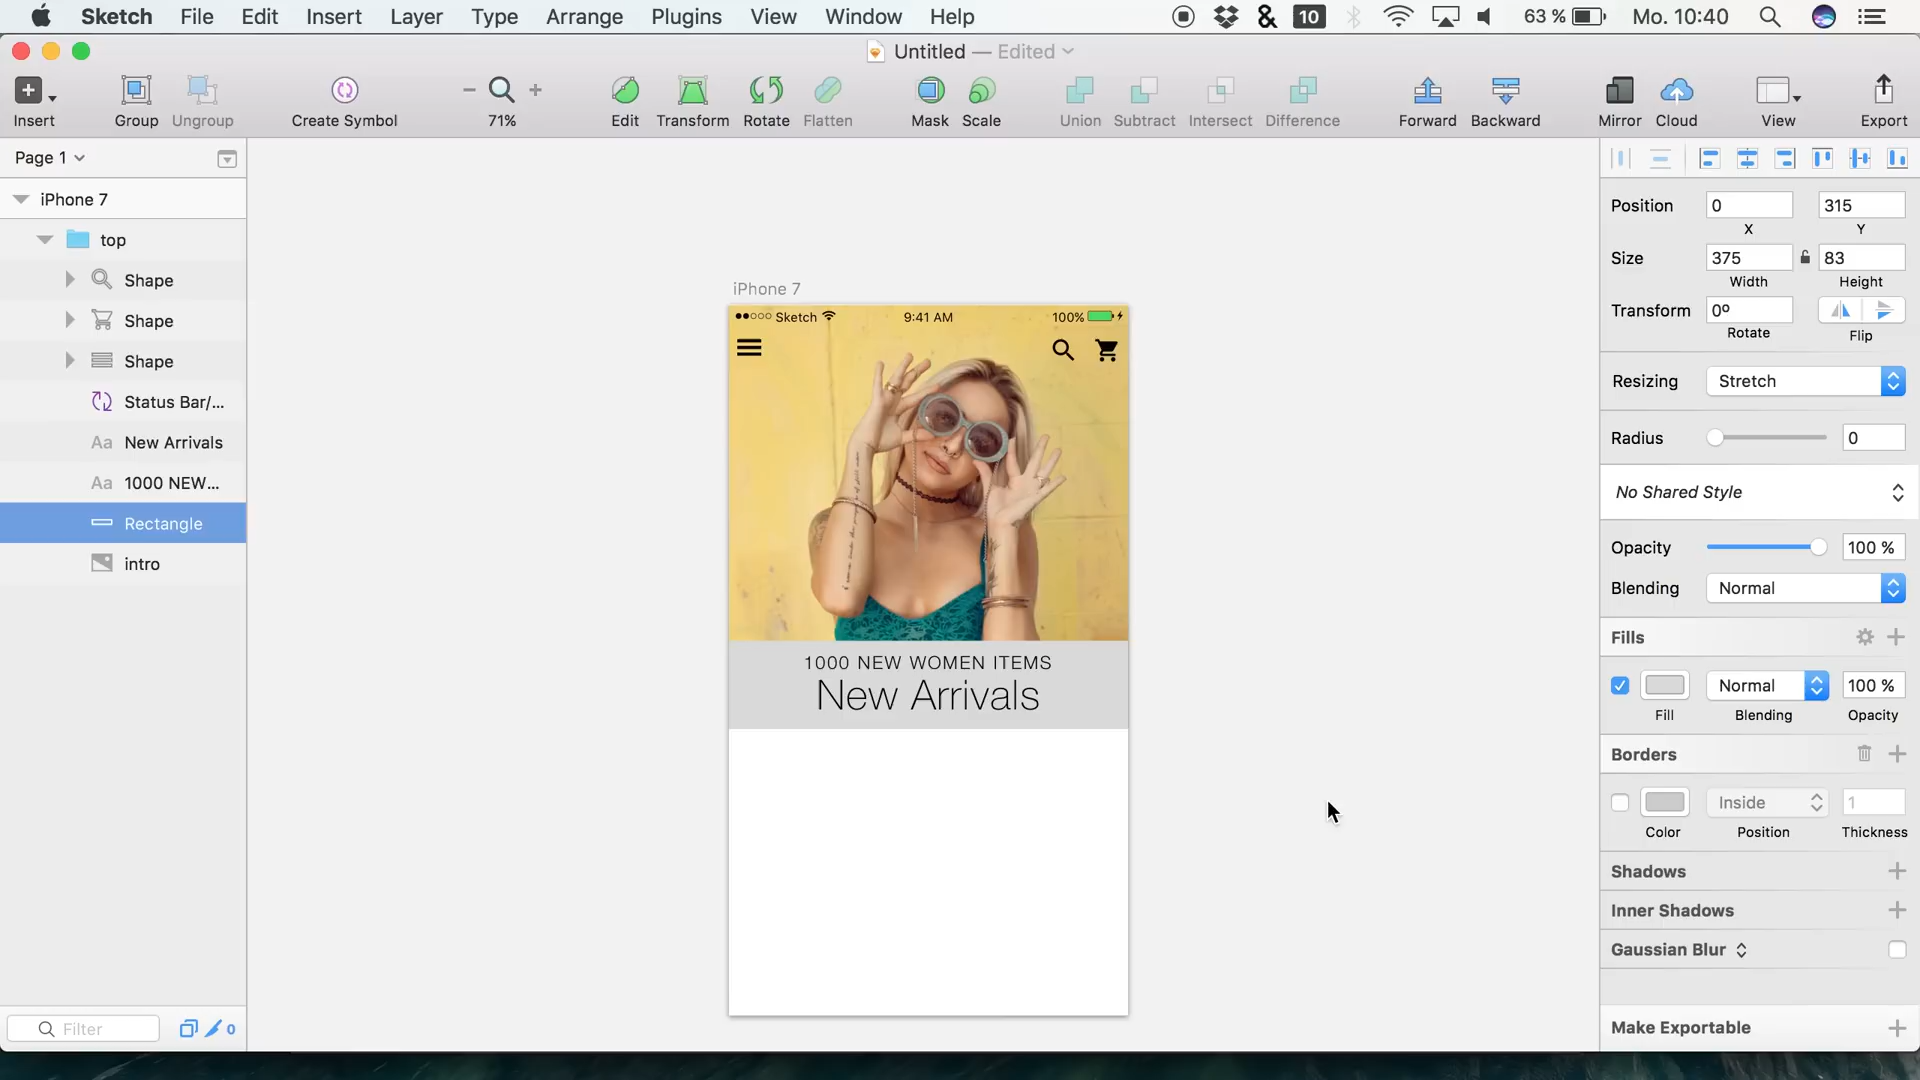 Sketch File Edit Insert Layer Type Arrange Plugins View Window Help 10 63 % Mo. 10:40
Untitled — Edited
Insert Group Ungroup Create Symbol 71% Edit Transform Rotate Flatten Mask Scale Union Subtract Intersect Difference Forward Backward Mirror Cloud View Export
Page 1
iPhone 7
top
Shape
Shape
Shape
Status Bar/...
Aa New Arrivals
Aa 1000 NEW...
Rectangle
intro
Filter 0
iPhone 7
Sketch 9:41 AM 100%
1000 NEW WOMEN ITEMS
New Arrivals
Position 0 315
X Y
Size 375 83
Width Height
Transform 0º
Rotate Flip
Resizing Stretch
Radius 0
No Shared Style
Opacity 100 %
Blending Normal
Fills
Normal 100 %
Fill Blending Opacity
Borders
Inside 1
Color Position Thickness
Shadows
Inner Shadows
Gaussian Blur
Make Exportable